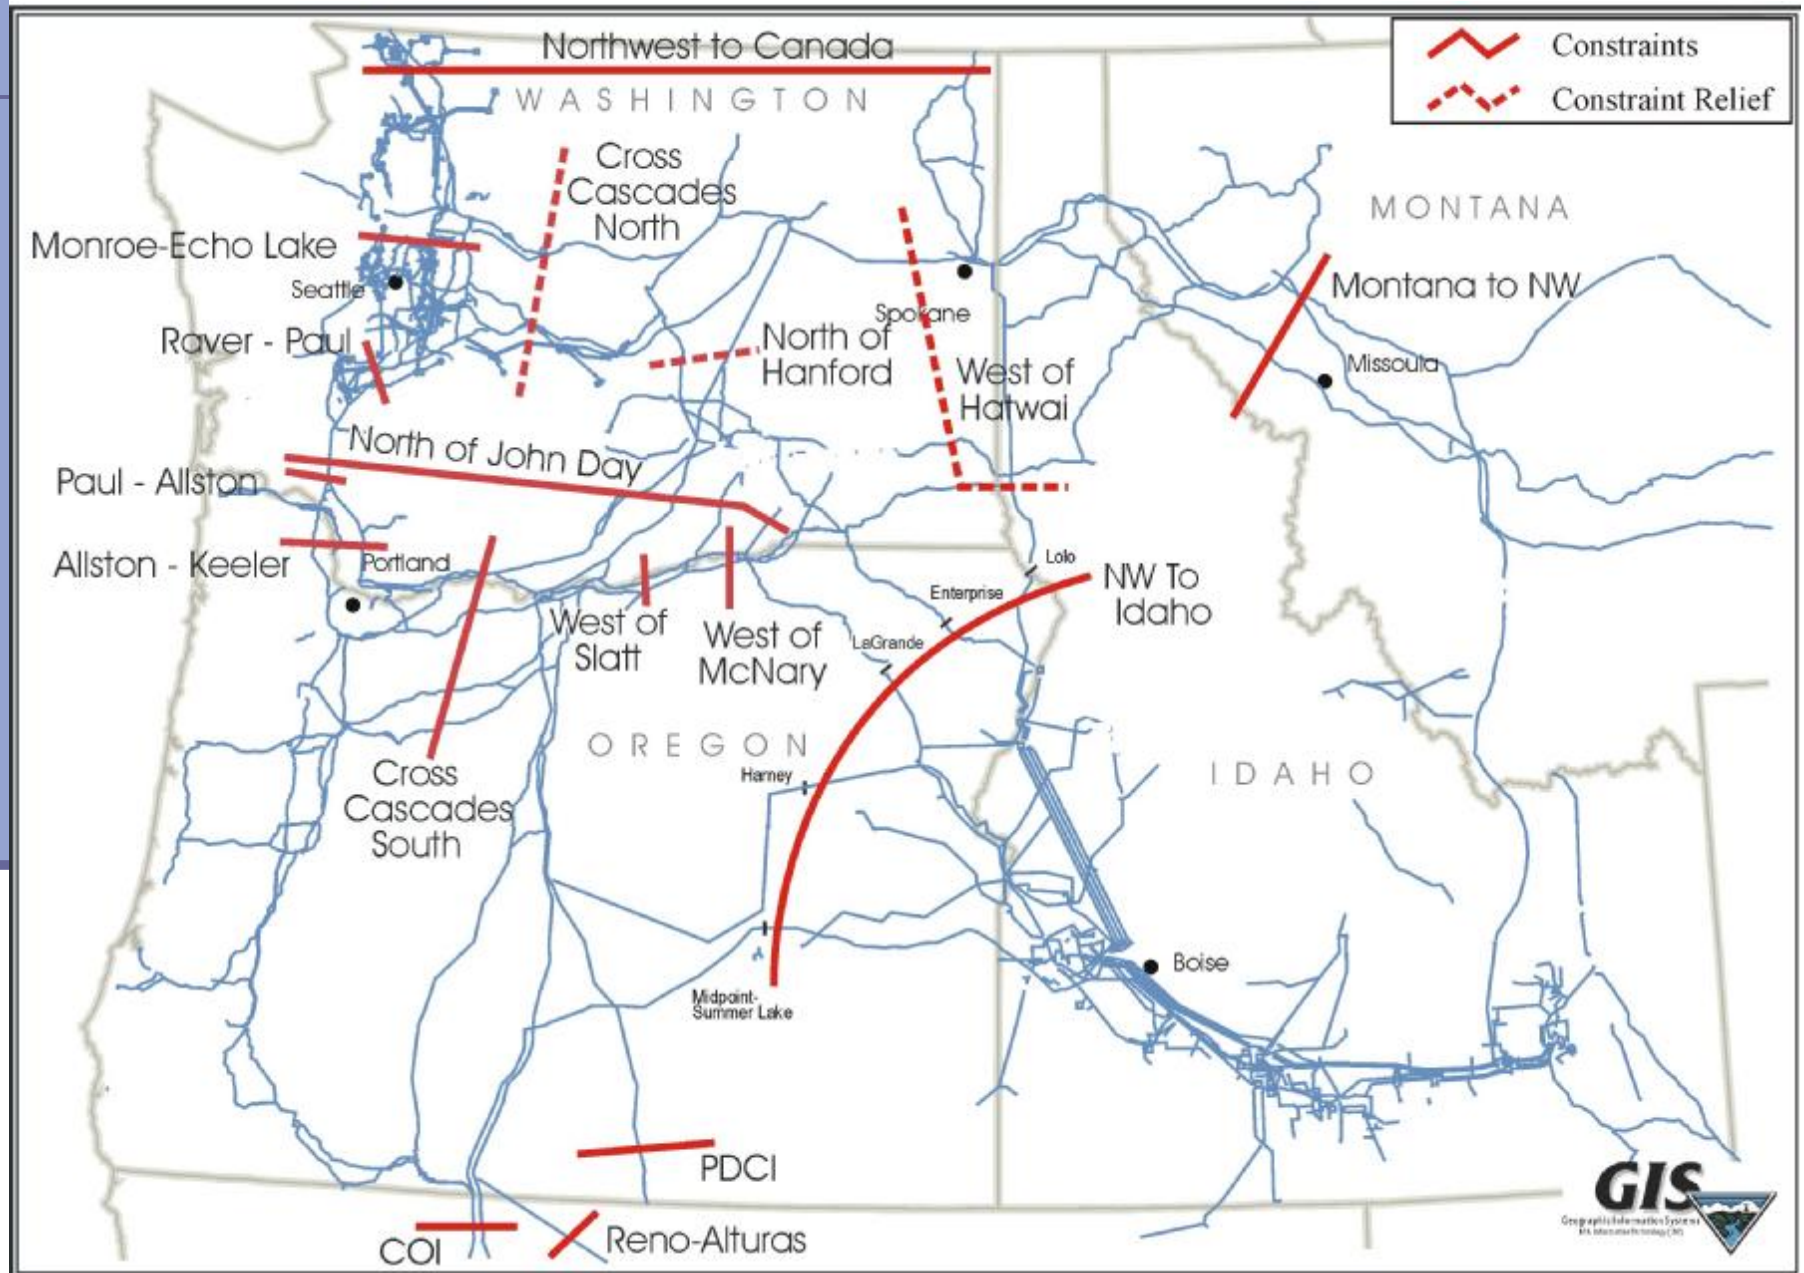 Northwest to Canada
WASHINGTON
Constraints
Constraint Relief
Cross
Cascades
North
MONTANA
Monroe-Echo Lake
Seattle
Spokane
Montana to NW
Raver - Paul
North of
Hanford
West of
Hatwai
Missoula
North of John Day
Paul - Allston
Allston - Keeler
Portland
Lolo
Enterprise
NW To
Idaho
LaGrande
West of
Slatt
West of
McNary
OREGON
Harney
IDAHO
Cross
Cascades
South
Boise
Midpoint-
Summer Lake
PDCI
COI
Reno-Alturas
GIS
Geographic Information Systems